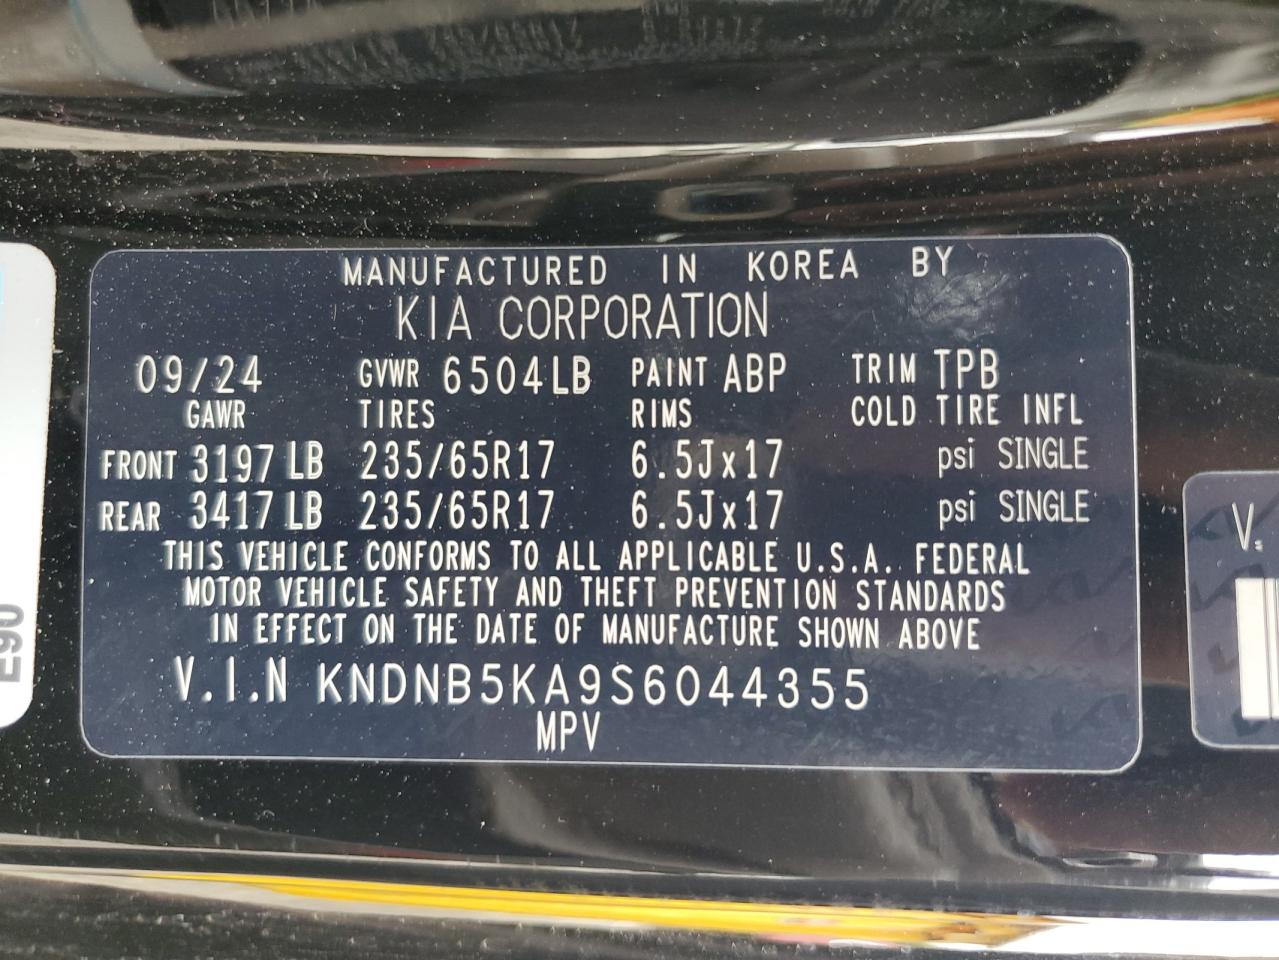 MANUFACTURED IN KOREA BY
KIA CORPORATION
09/24 GVWR 6504LB PAINT ABP TRIM TPB
GAWR TIRES RIMS COLD TIRE INFL
FRONT 3197 LB 235/65R17 6.5Jx17 psi SINGLE
REAR 3417 LB 235/65R17 6.5Jx17 psi SINGLE
THIS VEHICLE CONFORMS TO ALL APPLICABLE U.S.A. FEDERAL
MOTOR VEHICLE SAFETY AND THEFT PREVENTION STANDARDS
IN EFFECT ON THE DATE OF MANUFACTURE SHOWN ABOVE
V.I.N KNDNB5KA9S6044355
MPV
E90
V.